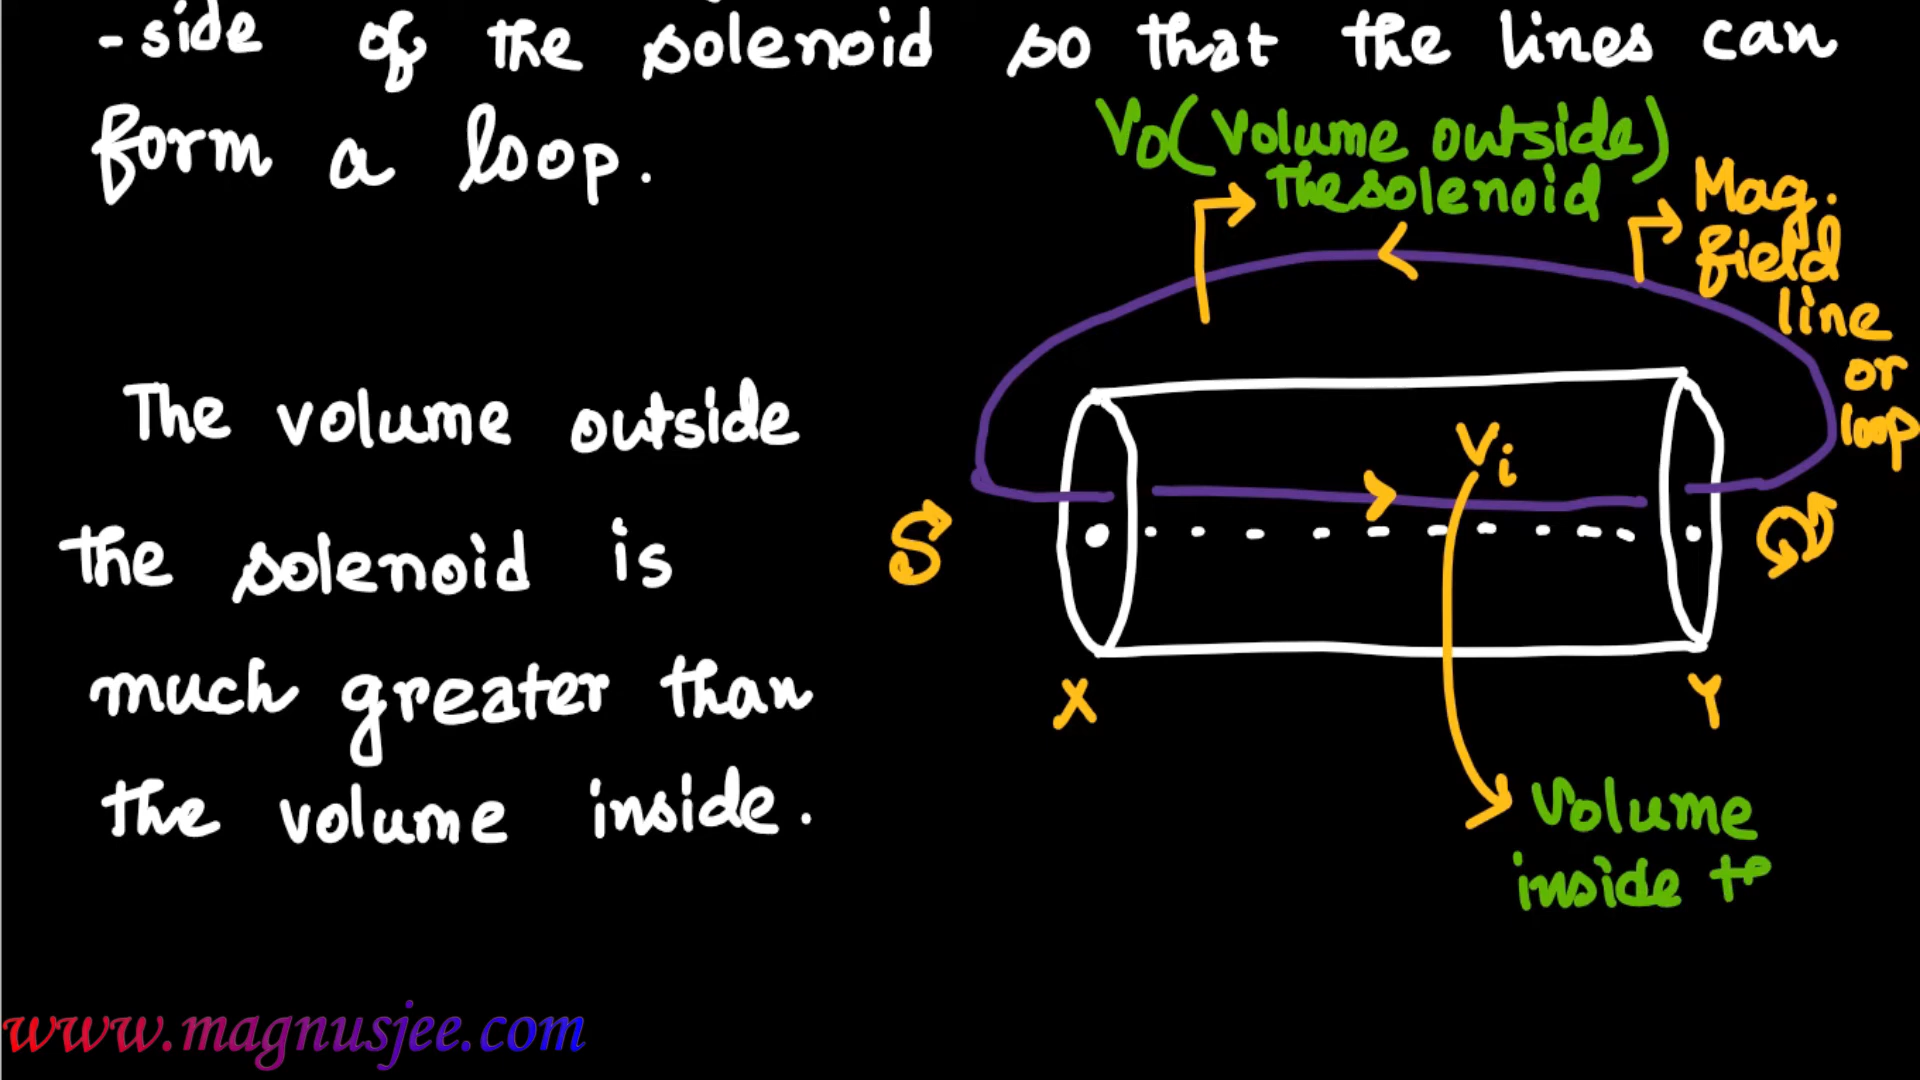 -side of the solenoid so that the lines can
form a loop.
Vo(Volume outside)
the solenoid
Mag.
field
line
or
loop
The volume outside
the solenoid is
much greater than
the volume inside.
Vi
S
X
Y
Volume
inside
www.magnusjee.com